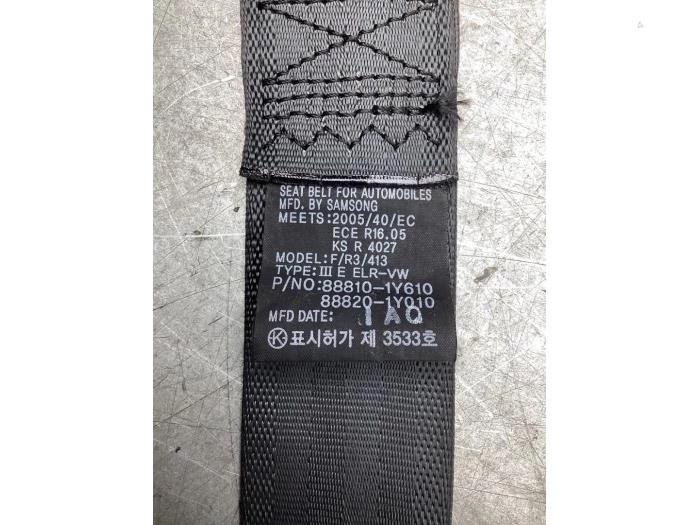 SEAT BELT FOR AUTOMOBILES
MFD. BY SAMSONG
MEETS:2005/40/EC
ECE R16.05
KS R 4027
MODEL:F/R3/413
TYPE:III E ELR-VW
P/NO:88810-1Y610
88820-1Y010
MFD DATE: 1A0
K 표시허가 제 3533호